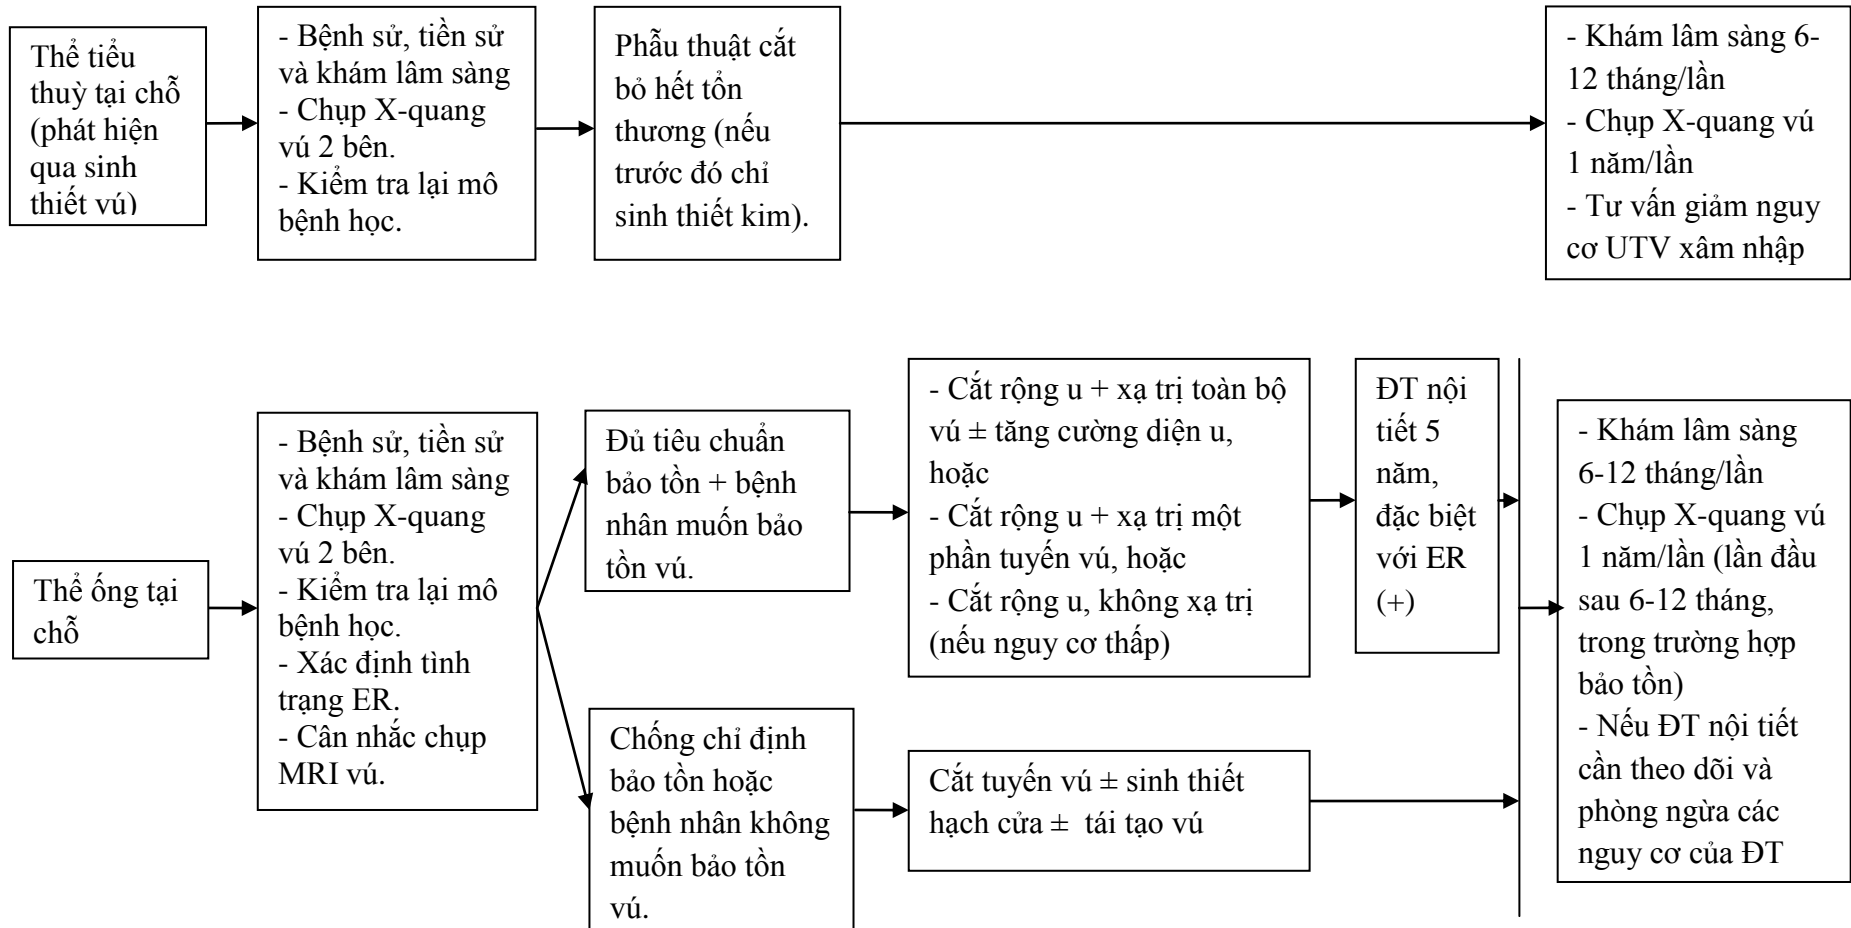 Thể tiểu
thuỳ tại chỗ
(phát hiện
qua sinh
thiết vú)
- Bệnh sử, tiền sử
và khám lâm sàng
- Chụp X-quang
vú 2 bên.
- Kiểm tra lại mô
bệnh học.
Phẫu thuật cắt
bỏ hết tổn
thương (nếu
trước đó chỉ
sinh thiết kim).
- Khám lâm sàng 6-
12 tháng/lần
- Chụp X-quang vú
1 năm/lần
- Tư vấn giảm nguy
cơ UTV xâm nhập
Thể ống tại
chỗ
- Bệnh sử, tiền sử
và khám lâm sàng
- Chụp X-quang
vú 2 bên.
- Kiểm tra lại mô
bệnh học.
- Xác định tình
trạng ER.
- Cân nhắc chụp
MRI vú.
Đủ tiêu chuẩn
bảo tồn + bệnh
nhân muốn bảo
tồn vú.
- Cắt rộng u + xạ trị toàn bộ
vú ± tăng cường diện u,
hoặc
- Cắt rộng u + xạ trị một
phần tuyến vú, hoặc
- Cắt rộng u, không xạ trị
(nếu nguy cơ thấp)
ĐT nội
tiết 5
năm,
đặc biệt
với ER
(+)
Chống chỉ định
bảo tồn hoặc
bệnh nhân không
muốn bảo tồn
vú.
Cắt tuyến vú ± sinh thiết
hạch cửa ± tái tạo vú
- Khám lâm sàng
6-12 tháng/lần
- Chụp X-quang vú
1 năm/lần (lần đầu
sau 6-12 tháng,
trong trường hợp
bảo tồn)
- Nếu ĐT nội tiết
cần theo dõi và
phòng ngừa các
nguy cơ của ĐT